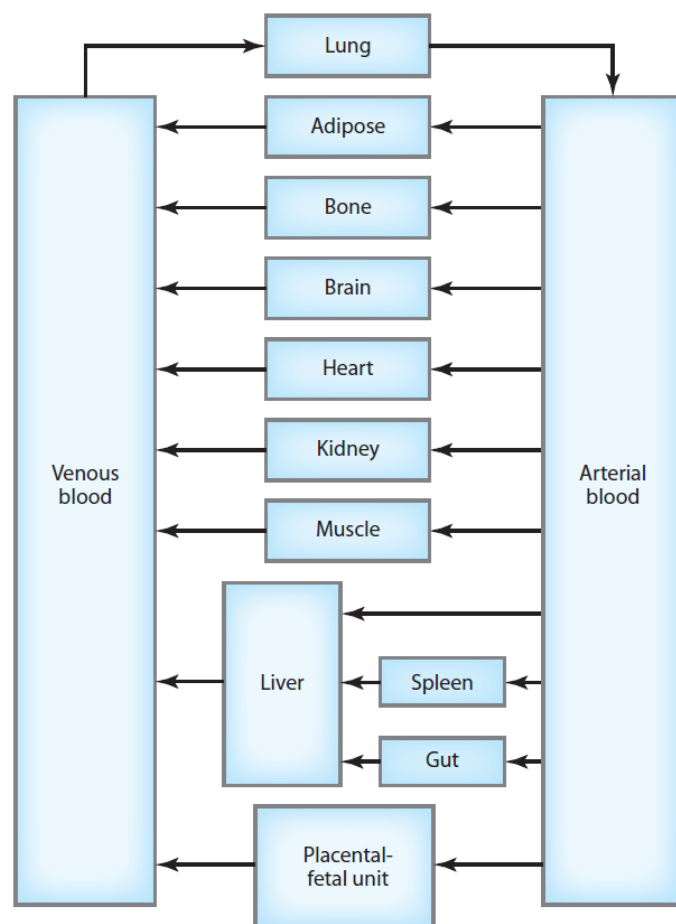 Lung
Adipose
Bone
Brain
Heart
Kidney
Venous
blood
Arterial
blood
Muscle
Liver
Spleen
Gut
Placental-
fetal unit